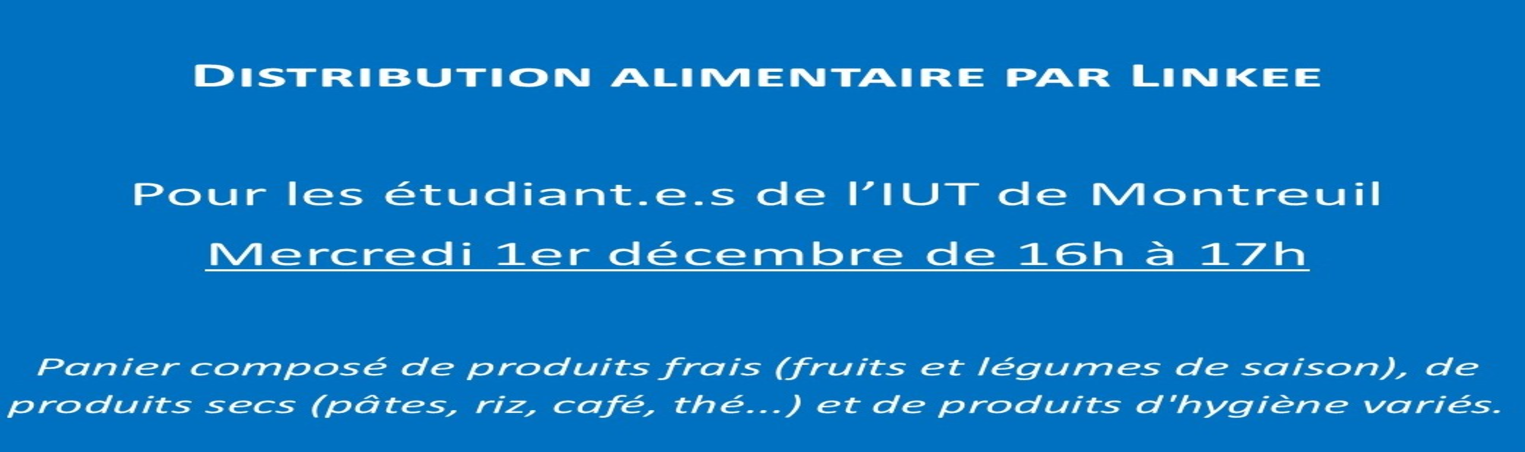 Distribution alimentaire par Linkee
Pour les étudiant.e.s de l’IUT de Montreuil
Mercredi 1er décembre de 16h à 17h
Panier composé de produits frais (fruits et légumes de saison), de
produits secs (pâtes, riz, café, thé...) et de produits d'hygiène variés.